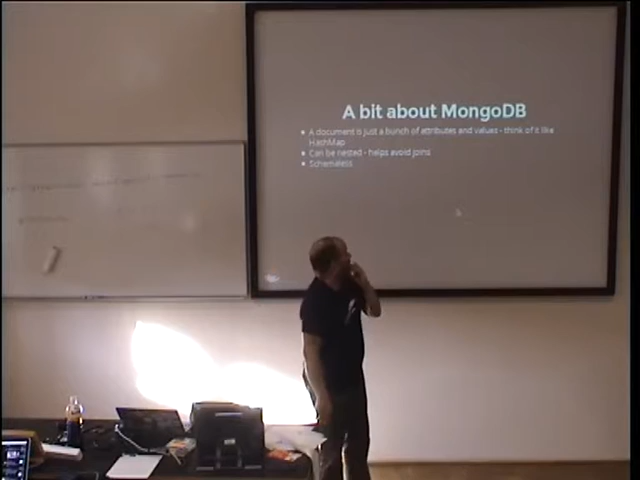 A bit about MongoDB
• A document is just a bunch of attributes and values - think of it like
HashMap
• Can be nested - helps avoid joins
• Schemaless